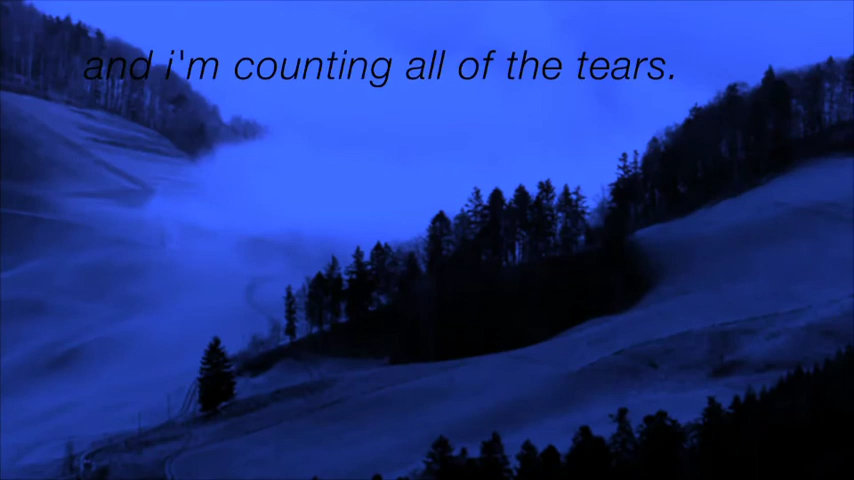 and i'm counting all of the tears.